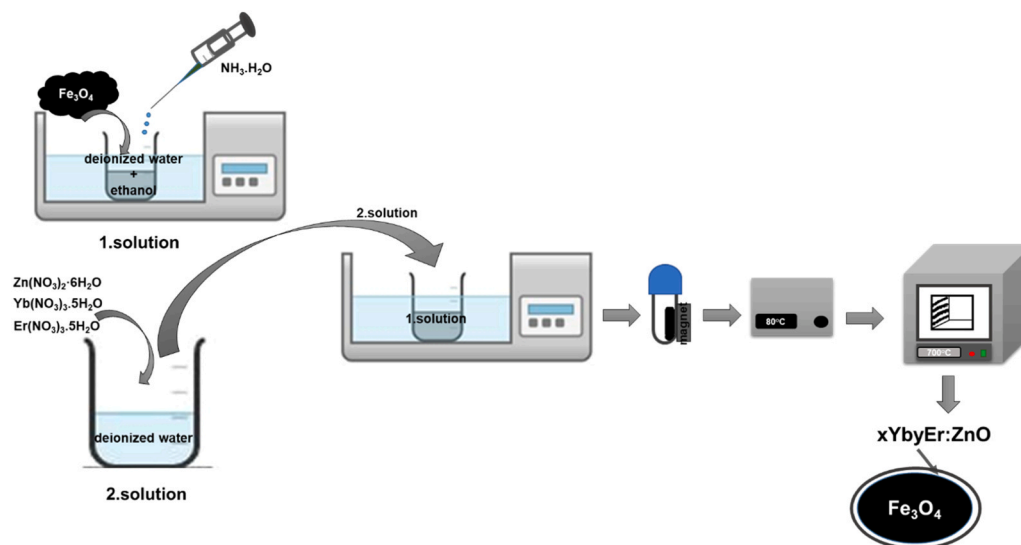 NH₃.H₂O
Fe₃O₄
deionized water
+
ethanol
1.solution
2.solution
Zn(NO₃)₂·6H₂O
Yb(NO₃)₃.5H₂O
Er(NO₃)₃.5H₂O
deionized water
2.solution
1.solution
magnet
80°C
700°C
xYbyEr:ZnO
Fe₃O₄